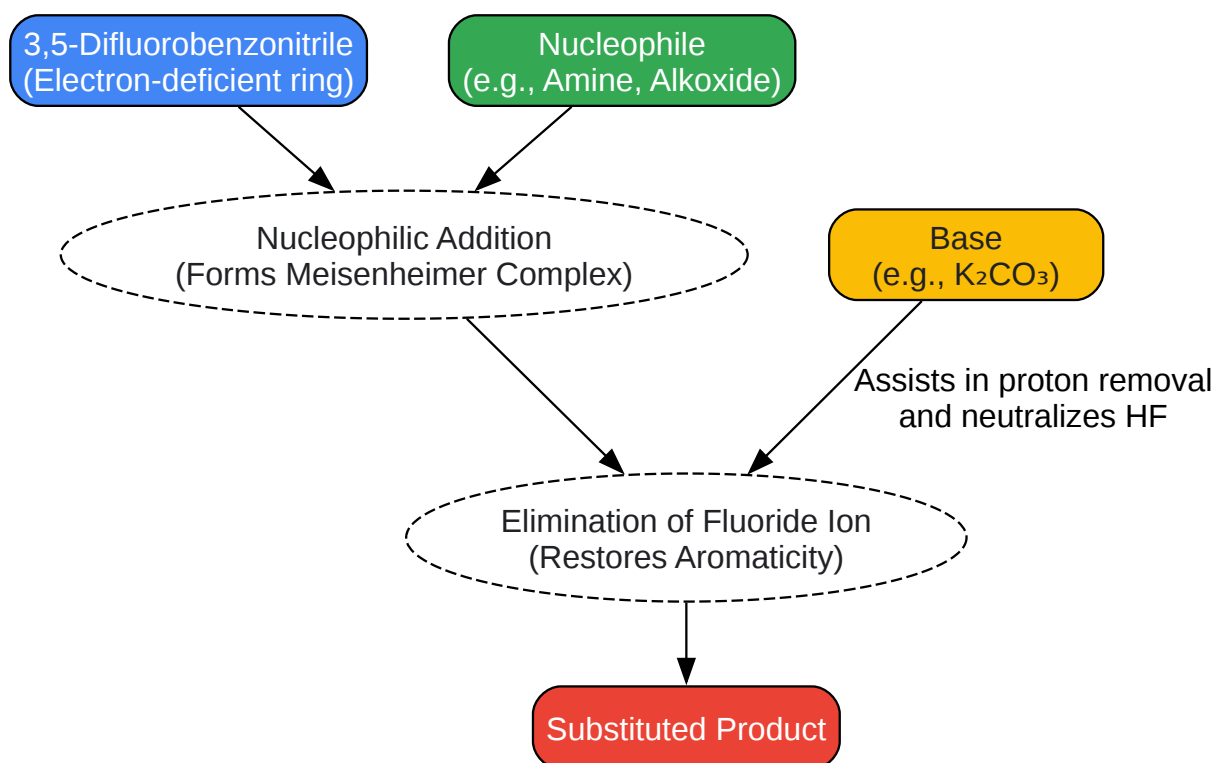 3,5-Difluorobenzonitrile
(Electron-deficient ring)
Nucleophile
(e.g., Amine, Alkoxide)
Nucleophilic Addition
(Forms Meisenheimer Complex)
Base
(e.g., K₂CO₃)
Assists in proton removal
and neutralizes HF
Elimination of Fluoride Ion
(Restores Aromaticity)
Substituted Product